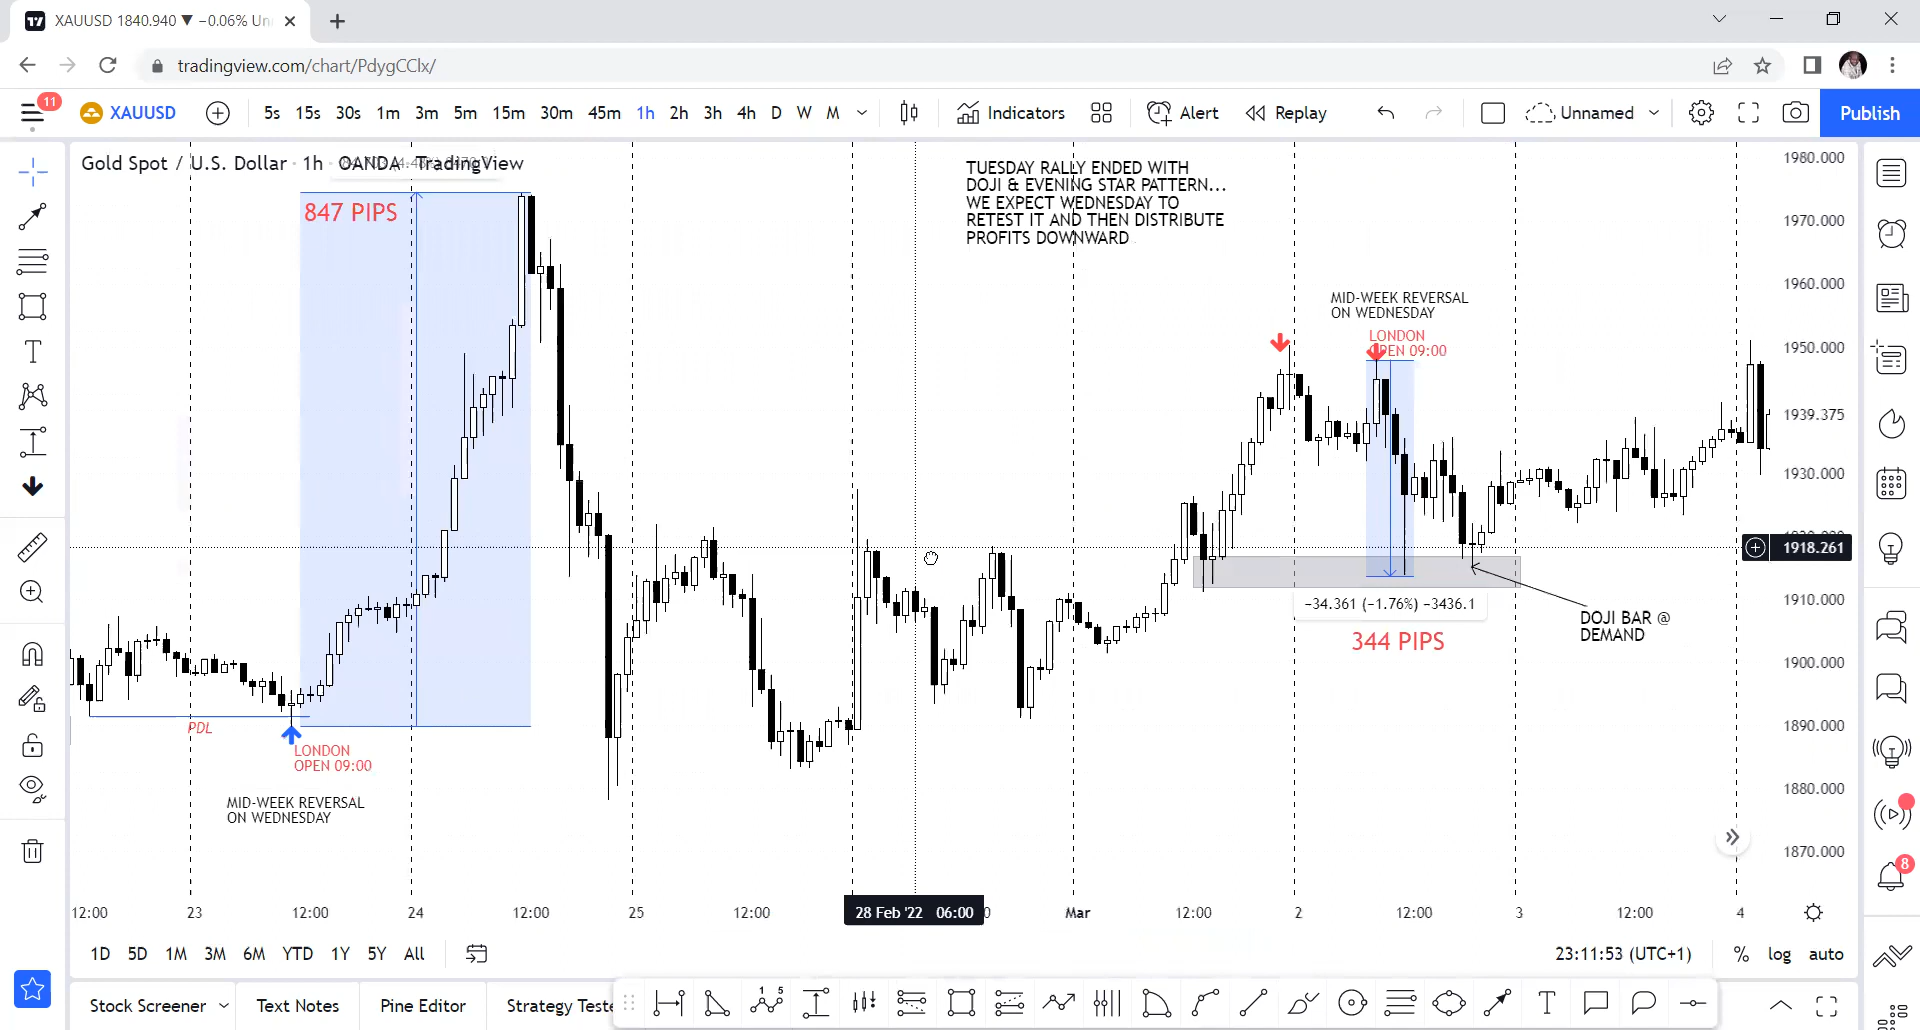 XAUUSD 1840.940 ▼ −0.06% Un
tradingview.com/chart/PdygCClx/
11
XAUUSD
5s 15s 30s 1m 3m 5m 15m 30m 45m 1h 2h 3h 4h D W M
Indicators
Alert
Replay
Unnamed
Publish
Gold Spot / U.S. Dollar · 1h · OANDA · TradingView
847 PIPS
TUESDAY RALLY ENDED WITH
DOJI & EVENING STAR PATTERN...
WE EXPECT WEDNESDAY TO
RETEST IT AND THEN DISTRIBUTE
PROFITS DOWNWARD
MID-WEEK REVERSAL
ON WEDNESDAY
LONDON
OPEN 09:00
1980.000
1970.000
1960.000
1950.000
1939.375
1930.000
1918.261
1910.000
1900.000
1890.000
1880.000
1870.000
−34.361 (−1.76%) −3436.1
344 PIPS
DOJI BAR @
DEMAND
PDL
LONDON
OPEN 09:00
MID-WEEK REVERSAL
ON WEDNESDAY
8
12:00 23 12:00 24 12:00 25 12:00 28 Feb '22 06:00 Mar 12:00 2 12:00 3 12:00 4
1D 5D 1M 3M 6M YTD 1Y 5Y All
23:11:53 (UTC+1) % log auto
Stock Screener Text Notes Pine Editor Strategy Teste